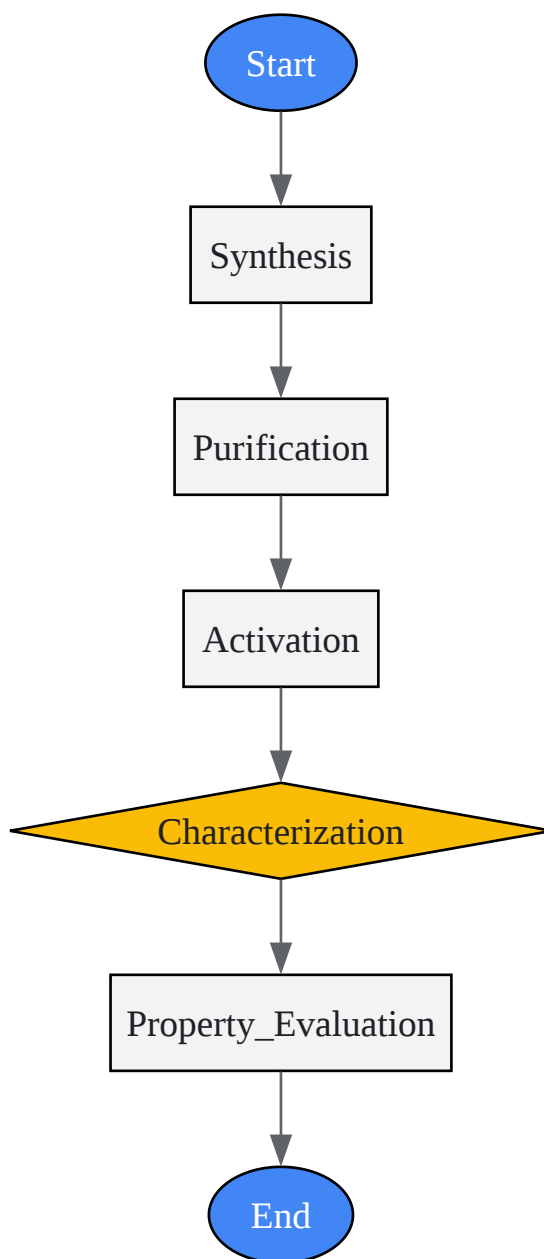 Start
Synthesis
Purification
Activation
Characterization
Property_Evaluation
End